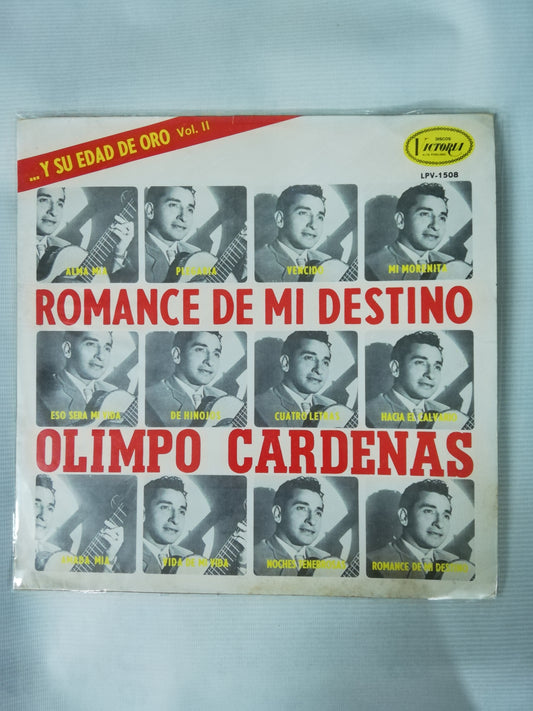 ...Y SU EDAD DE ORO Vol. II
DISCOS
VICTORIA
LPV-1508
ALMA MIA
VENCIDA
MI MORENITA
ROMANCE DE MI DESTINO
ESO SERA MI VIDA
DE HINOJOS
CUATRO LETRAS
HACIA EL CALVARIO
OLIMPO CARDENAS
MIA
VIDA DE MI VIDA
NOCHES TENEBROSAS
ROMANCE DE MI DESTINO